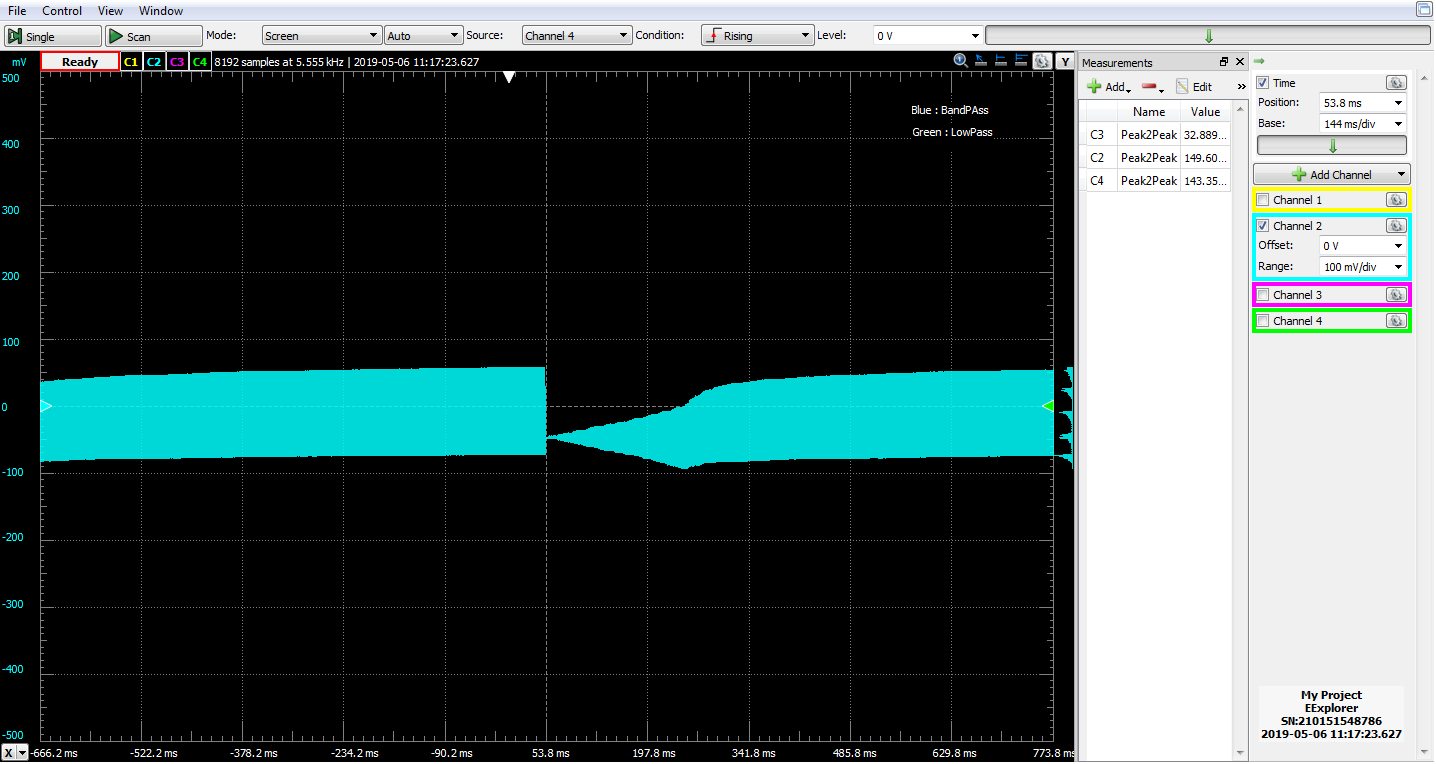 File Control View Window
Single Scan Mode: Screen Auto Source: Channel 4 Condition: Rising Level: 0 V
mV Ready C1 C2 C3 C4 8192 samples at 5.555 kHz | 2019-05-06 11:17:23.627 Y
Blue : BandPAss
Green : LowPass
500
400
300
200
100
0
-100
-200
-300
-400
-500
X -666.2 ms -522.2 ms -378.2 ms -234.2 ms -90.2 ms 53.8 ms 197.8 ms 341.8 ms 485.8 ms 629.8 ms 773.8 ms
Measurements
Add Edit »
Name Value
C3 Peak2Peak 32.889...
C2 Peak2Peak 149.60...
C4 Peak2Peak 143.35...
Time
Position: 53.8 ms
Base: 144 ms/div
Add Channel
Channel 1
Channel 2
Offset: 0 V
Range: 100 mV/div
Channel 3
Channel 4
My Project
EExplorer
SN:210151548786
2019-05-06 11:17:23.627